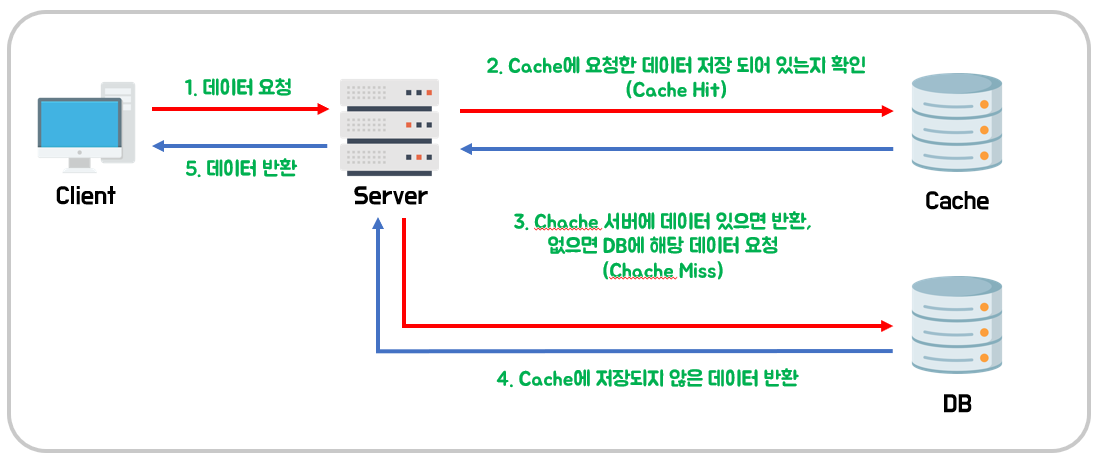 1. 데이터 요청
5. 데이터 반환
Client
Server
2. Cache에 요청한 데이터 저장 되어 있는지 확인
(Cache Hit)
Cache
3. Chache 서버에 데이터 있으면 반환,
없으면 DB에 해당 데이터 요청
(Chache Miss)
4. Cache에 저장되지 않은 데이터 반환
DB